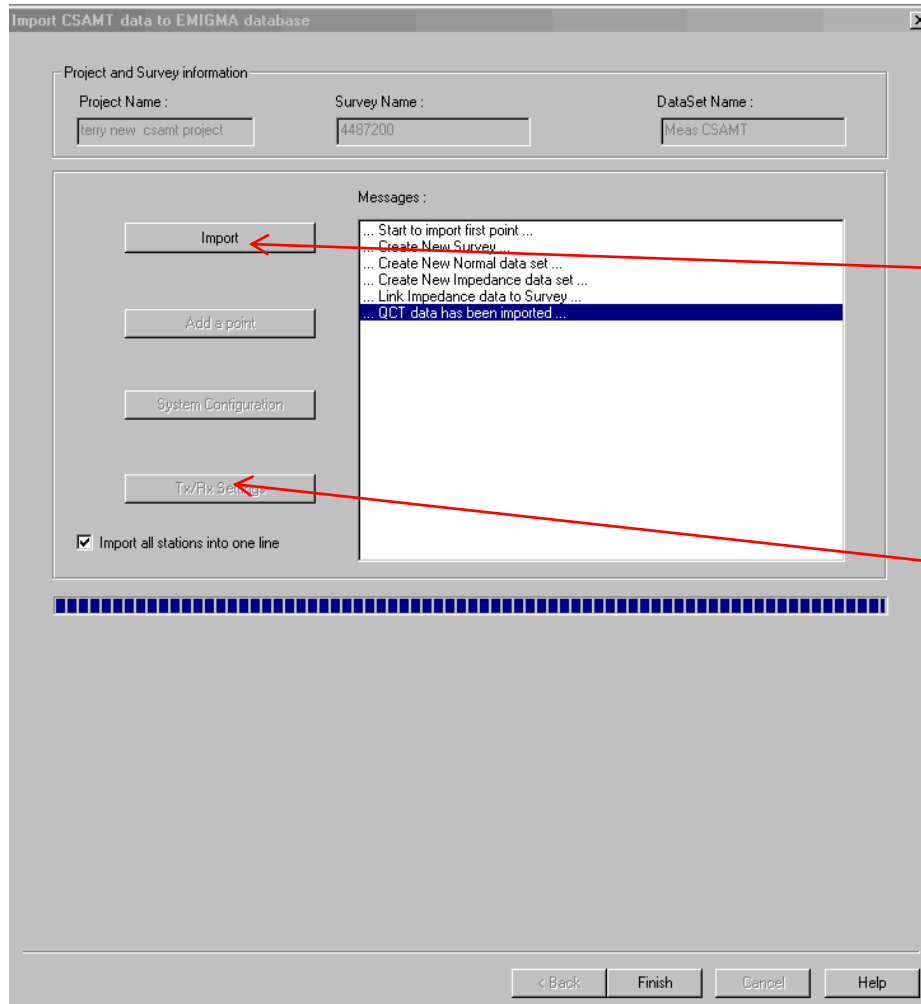 Import CSAMT data to EMIGMA database
Project and Survey information
Project Name :
Survey Name :
DataSet Name :
terry new csamt project
4487200
Meas CSAMT
Messages :
Import
... Start to import first point ...
... Create New Survey ...
... Create New Normal data set ...
... Create New Impedance data set ...
... Link Impedance data to Survey ...
... QCT data has been imported ...
Add a point
System Configuration
Tx/Rx Settings
Import all stations into one line
< Back
Finish
Cancel
Help